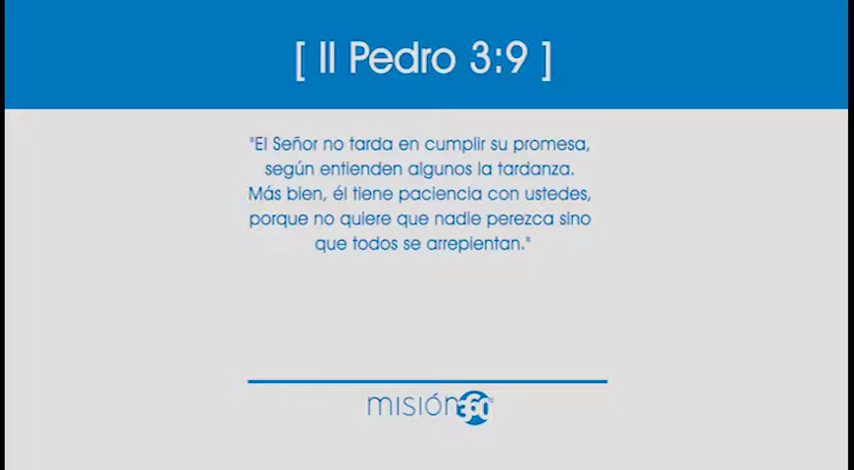 [ II Pedro 3:9 ]
"El Señor no tarda en cumplir su promesa,
según entienden algunos la tardanza.
Más bien, él tiene paciencia con ustedes,
porque no quiere que nadie perezca sino
que todos se arrepientan."
misión360°